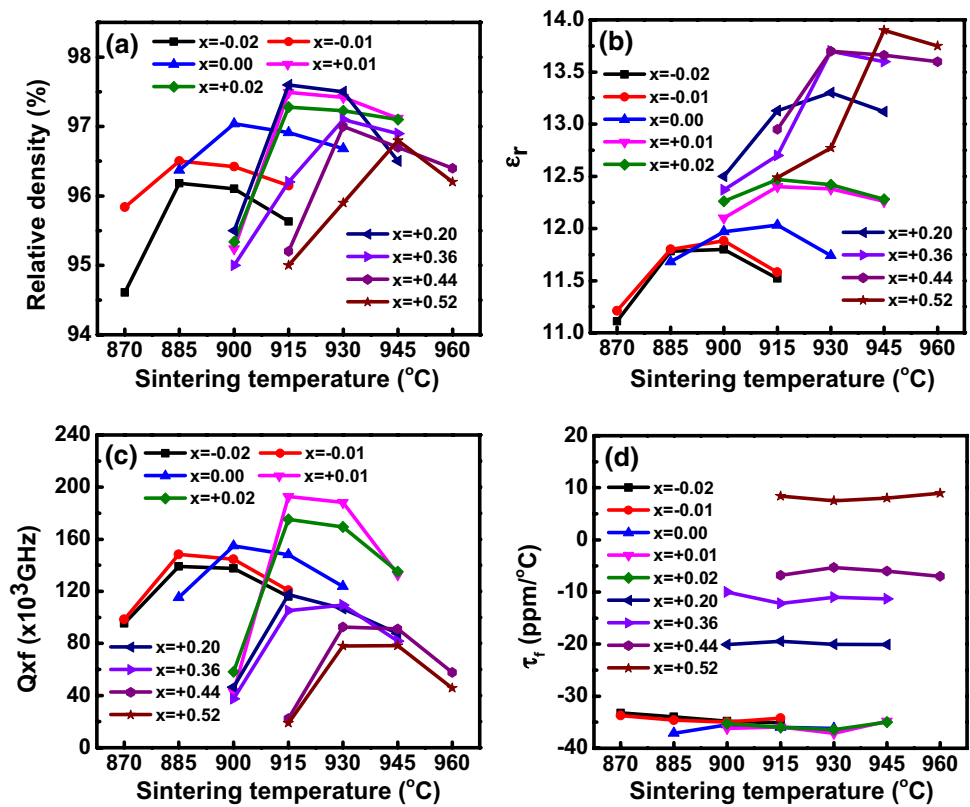 (a)
x=-0.02
x=-0.01
x=0.00
x=+0.01
x=+0.02
x=+0.20
x=+0.36
x=+0.44
x=+0.52
Relative density (%)
98
97
96
95
94
870 885 900 915 930 945 960
Sintering temperature (°C)
(b)
x=-0.02
x=-0.01
x=0.00
x=+0.01
x=+0.02
x=+0.20
x=+0.36
x=+0.44
x=+0.52
εr
14.0
13.5
13.0
12.5
12.0
11.5
11.0
870 885 900 915 930 945 960
Sintering temperature (°C)
(c)
x=-0.02
x=-0.01
x=0.00
x=+0.01
x=+0.02
x=+0.20
x=+0.36
x=+0.44
x=+0.52
Qxf (x10³GHz)
240
200
160
120
80
40
0
870 885 900 915 930 945 960
Sintering temperature (°C)
(d)
x=-0.02
x=-0.01
x=0.00
x=+0.01
x=+0.02
x=+0.20
x=+0.36
x=+0.44
x=+0.52
τf (ppm/°C)
20
10
0
-10
-20
-30
-40
870 885 900 915 930 945 960
Sintering temperature (°C)